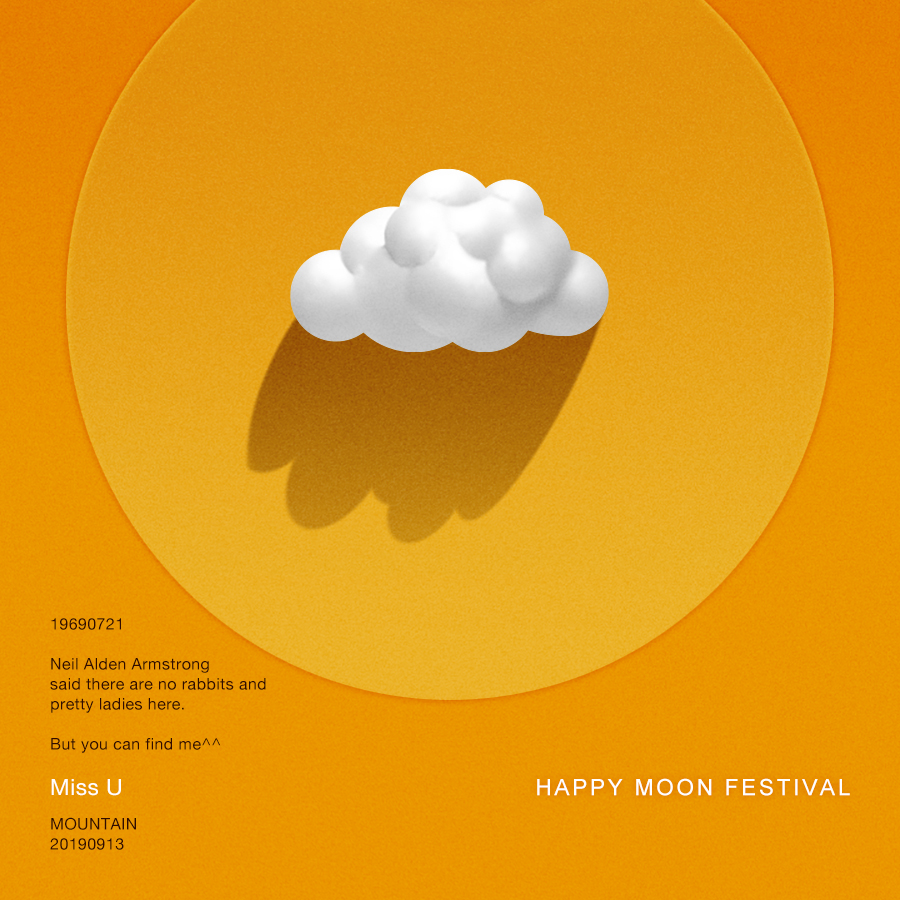 19690721
Neil Alden Armstrong
said there are no rabbits and
pretty ladies here.
But you can find me^^
Miss U
HAPPY MOON FESTIVAL
MOUNTAIN
20190913